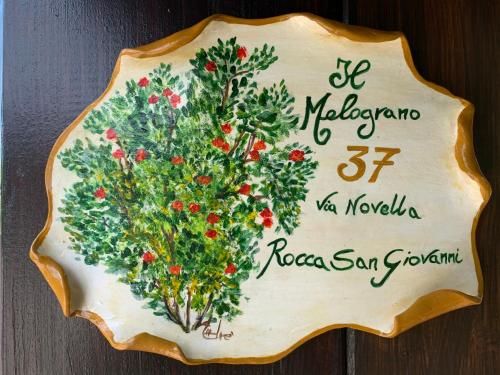 Il
Melograno
37
Via Novella
Rocca San Giovanni